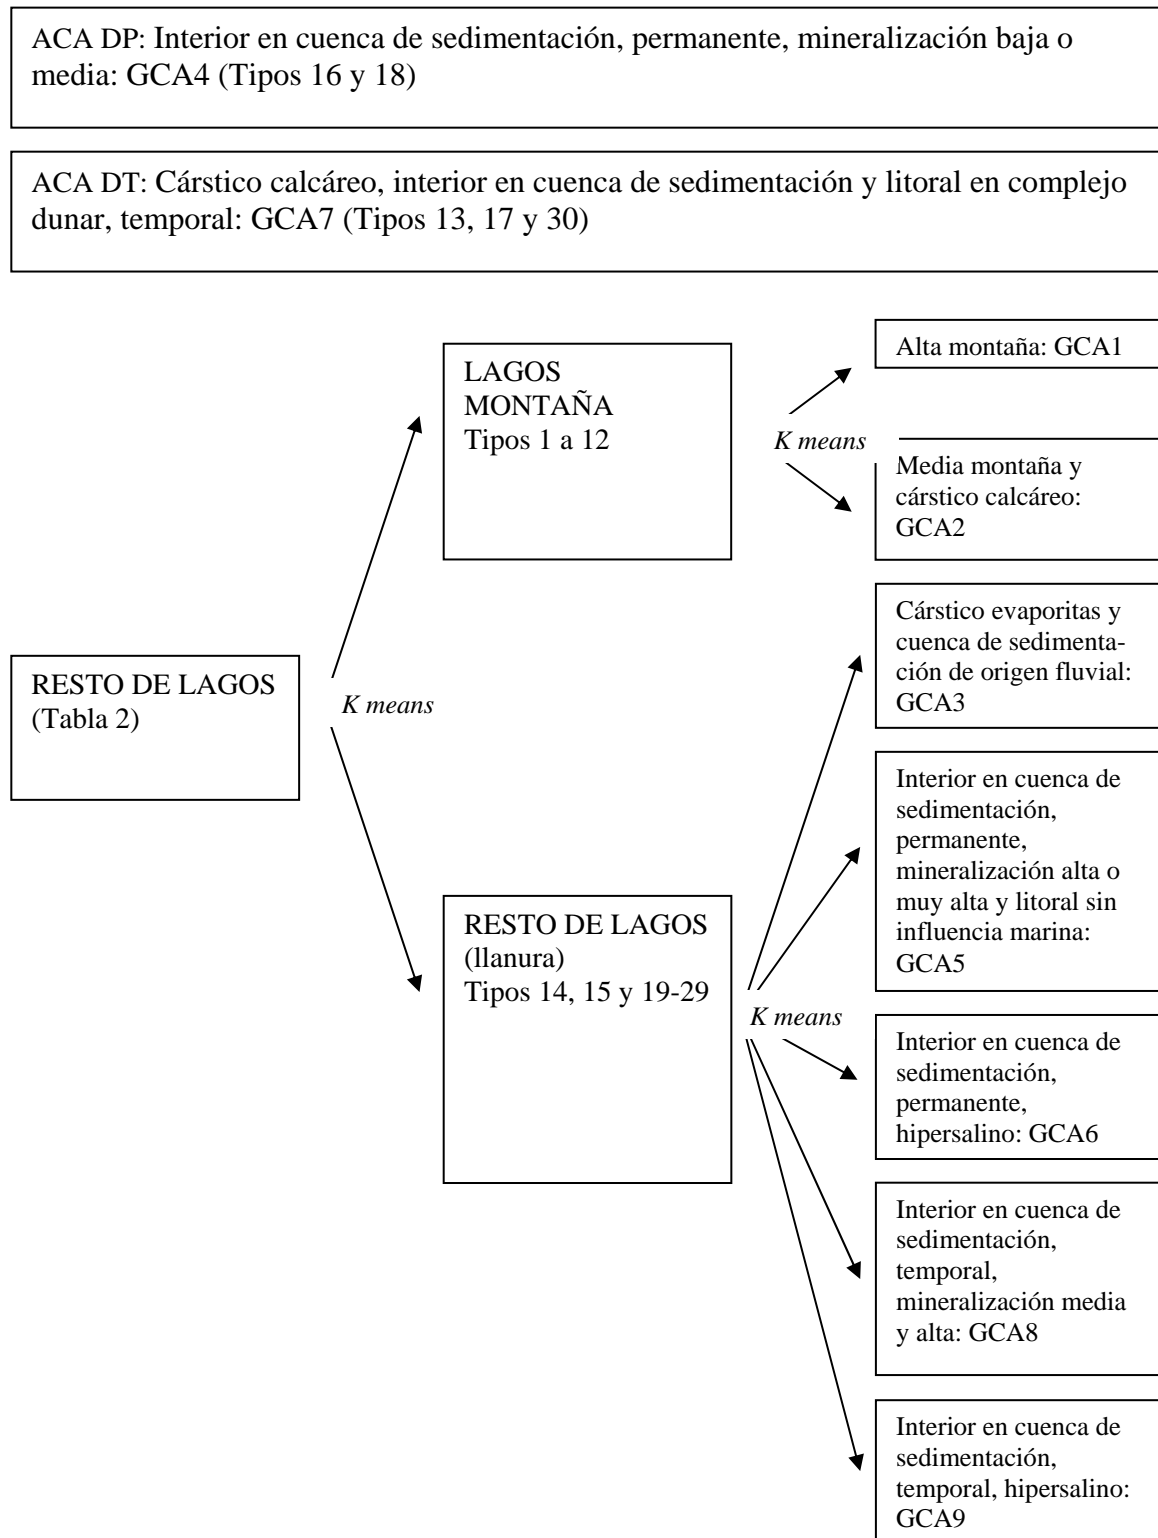 ACA DP: Interior en cuenca de sedimentación, permanente, mineralización baja o
media: GCA4 (Tipos 16 y 18)
ACA DT: Cárstico calcáreo, interior en cuenca de sedimentación y litoral en complejo
dunar, temporal: GCA7 (Tipos 13, 17 y 30)
RESTO DE LAGOS
(Tabla 2)
K means
LAGOS
MONTAÑA
Tipos 1 a 12
K means
Alta montaña: GCA1
Media montaña y
cárstico calcáreo:
GCA2
RESTO DE LAGOS
(llanura)
Tipos 14, 15 y 19-29
K means
Cárstico evaporitas y
cuenca de sedimenta-
ción de origen fluvial:
GCA3
Interior en cuenca de
sedimentación,
permanente,
mineralización alta o
muy alta y litoral sin
influencia marina:
GCA5
Interior en cuenca de
sedimentación,
permanente,
hipersalino: GCA6
Interior en cuenca de
sedimentación,
temporal,
mineralización media
y alta: GCA8
Interior en cuenca de
sedimentación,
temporal, hipersalino:
GCA9